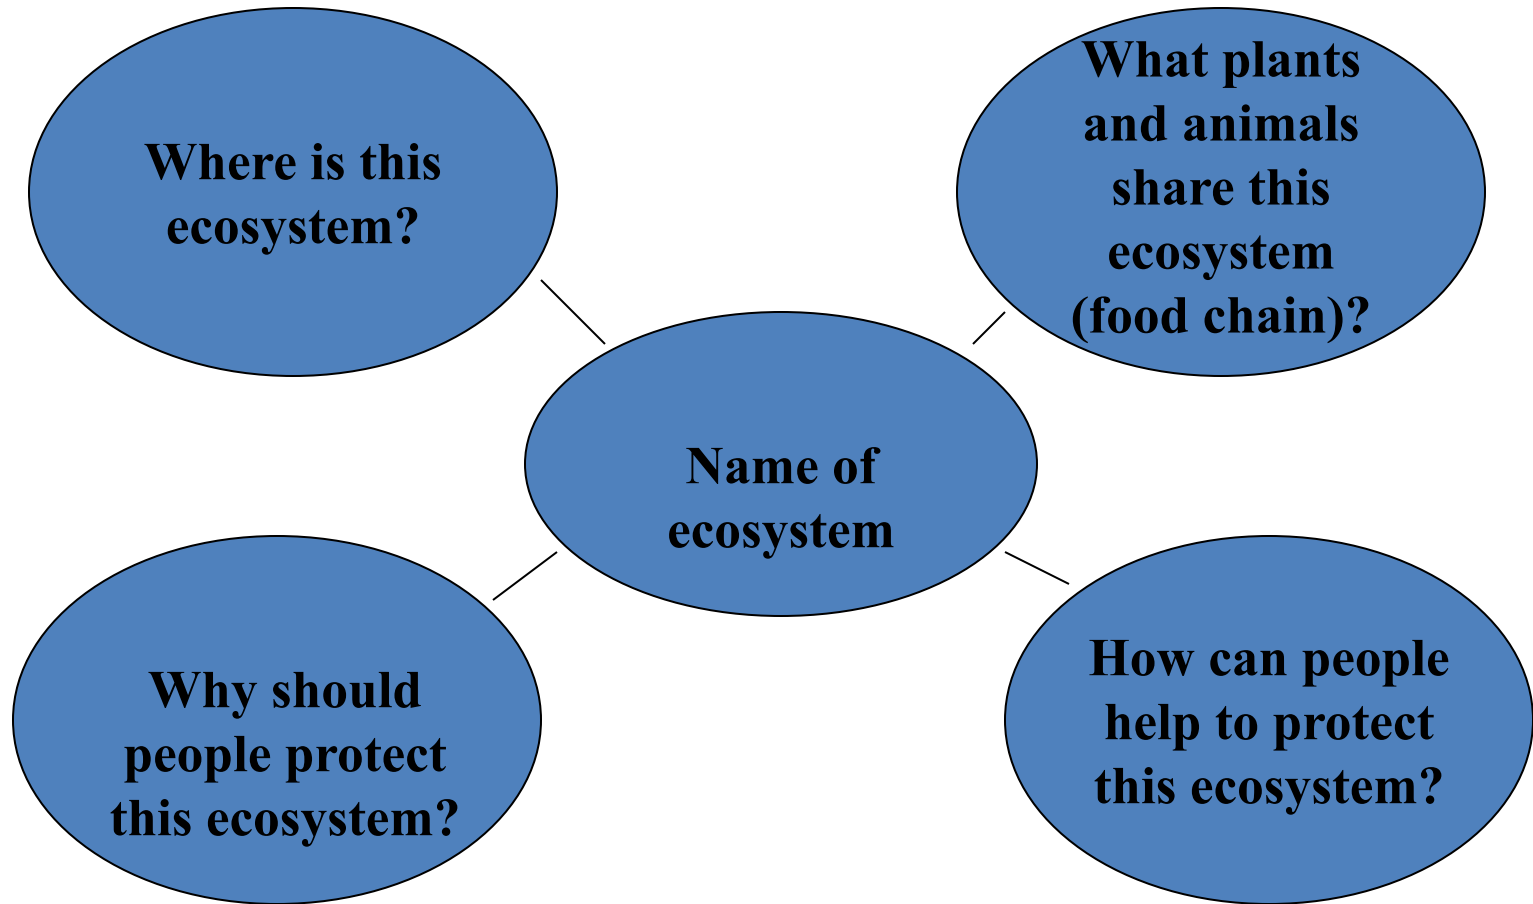 Where is this
ecosystem?
What plants
and animals
share this
ecosystem
(food chain)?
Name of
ecosystem
Why should
people protect
this ecosystem?
How can people
help to protect
this ecosystem?